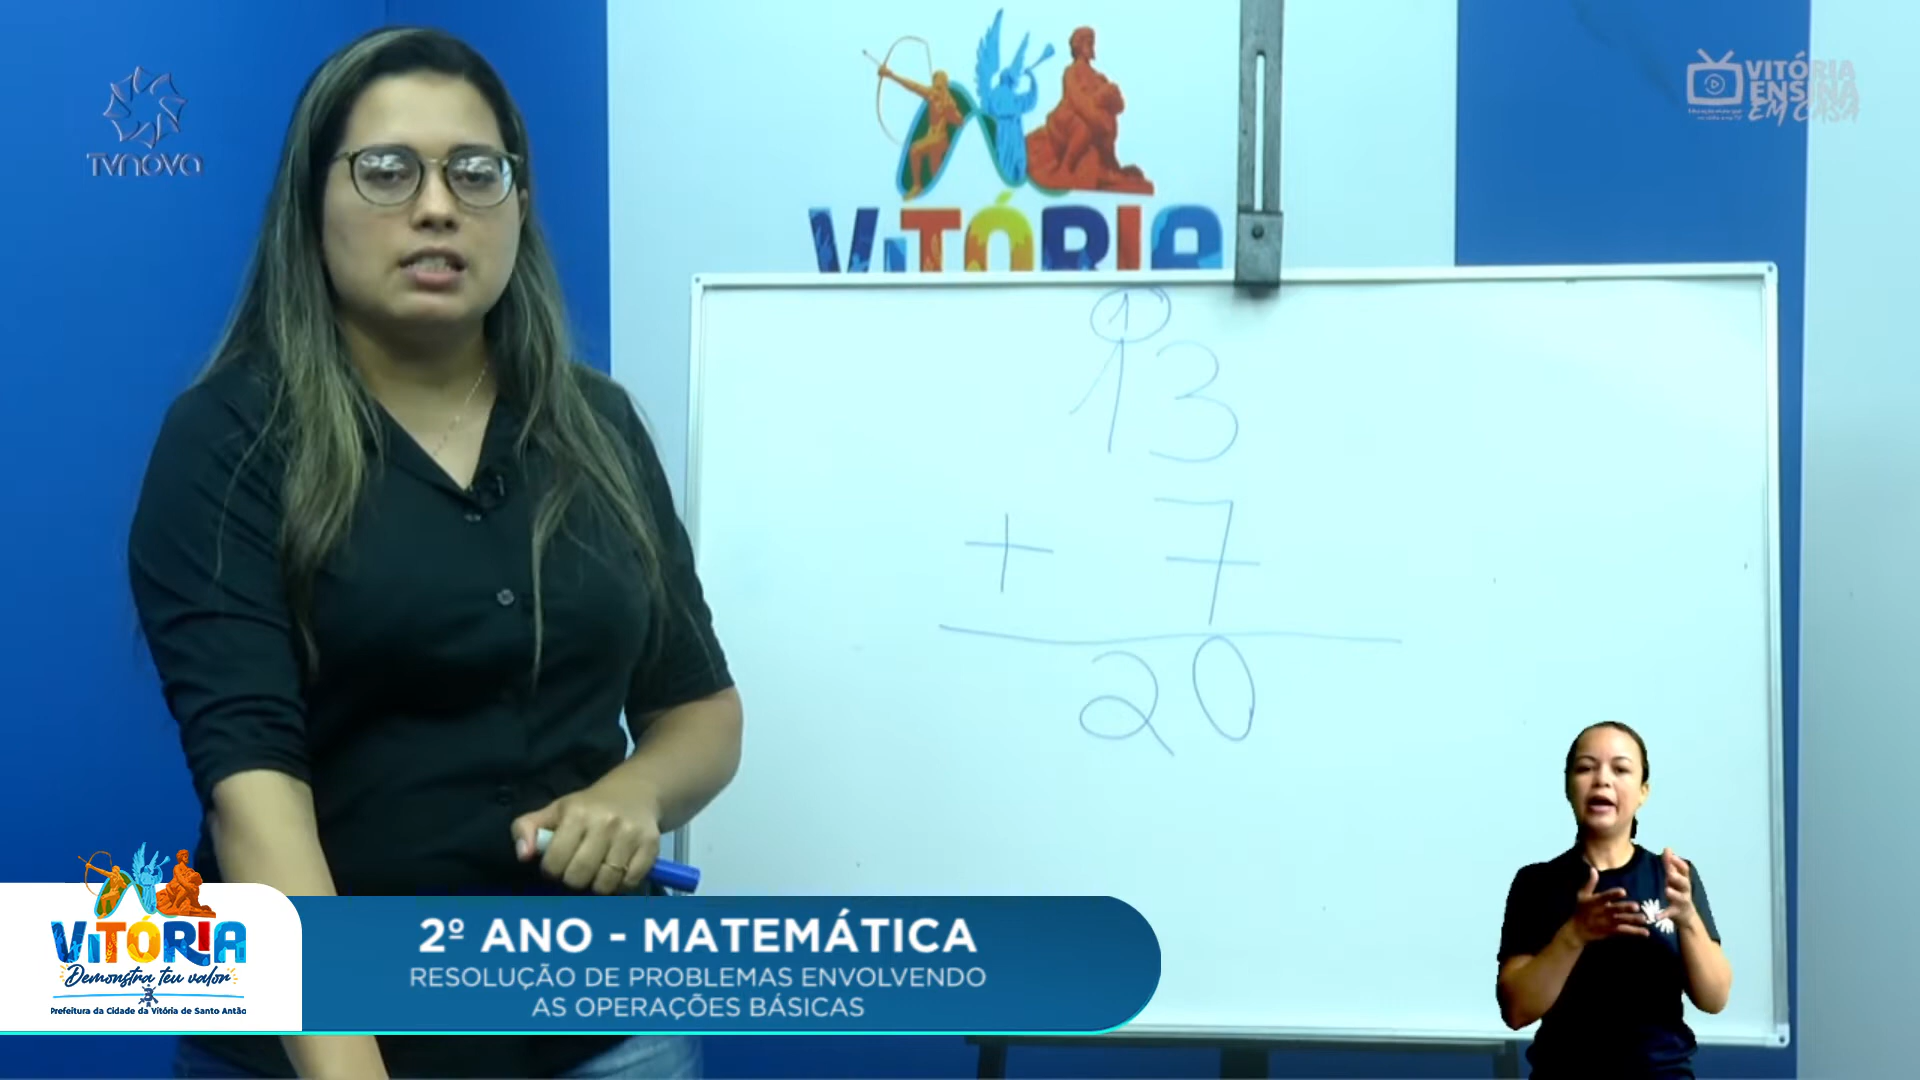 TVNOVA
VITÓRIA
ENSINA
EM CASA
VITÓRIA
1
13
+ 7
20
2º ANO - MATEMÁTICA
RESOLUÇÃO DE PROBLEMAS ENVOLVENDO
AS OPERAÇÕES BÁSICAS
VITÓRIA
Demonstra teu valor
Prefeitura da Cidade da Vitória de Santo Antão